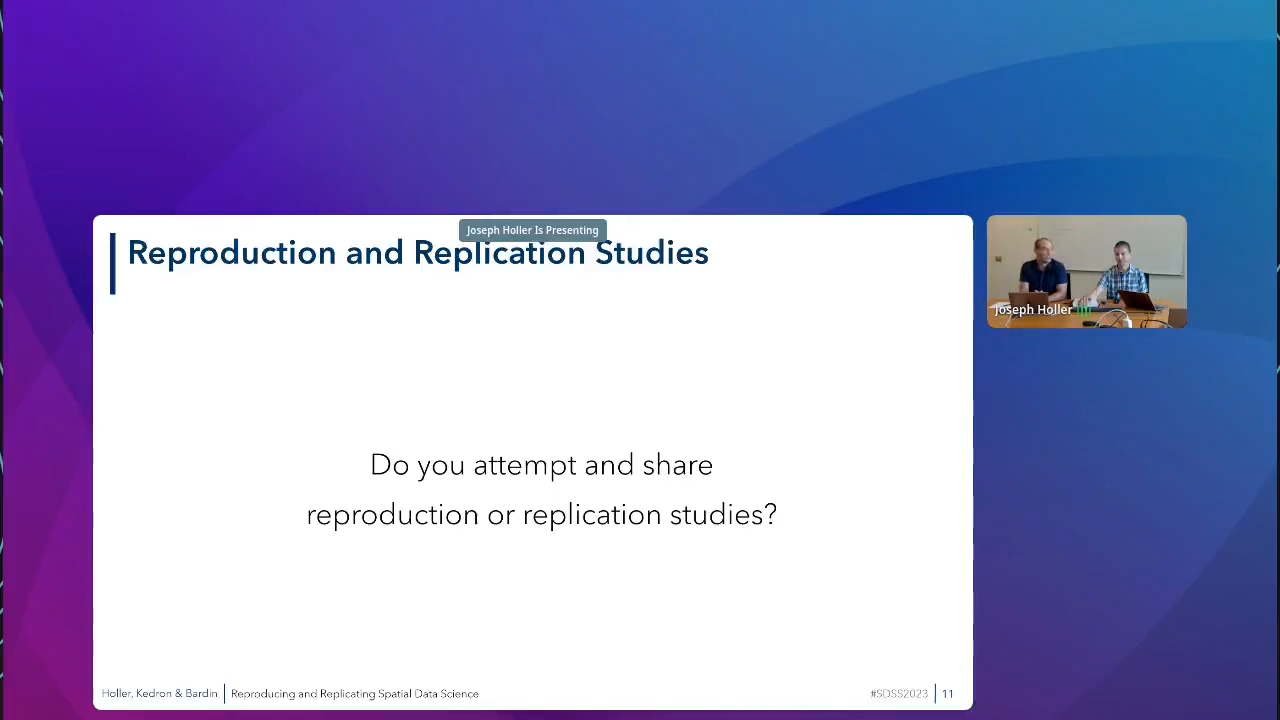 Joseph Holler Is Presenting
Reproduction and Replication Studies
Joseph Holler
Do you attempt and share
reproduction or replication studies?
Holler, Kedron & Bardin
Reproducing and Replicating Spatial Data Science
#SDSS2023
11